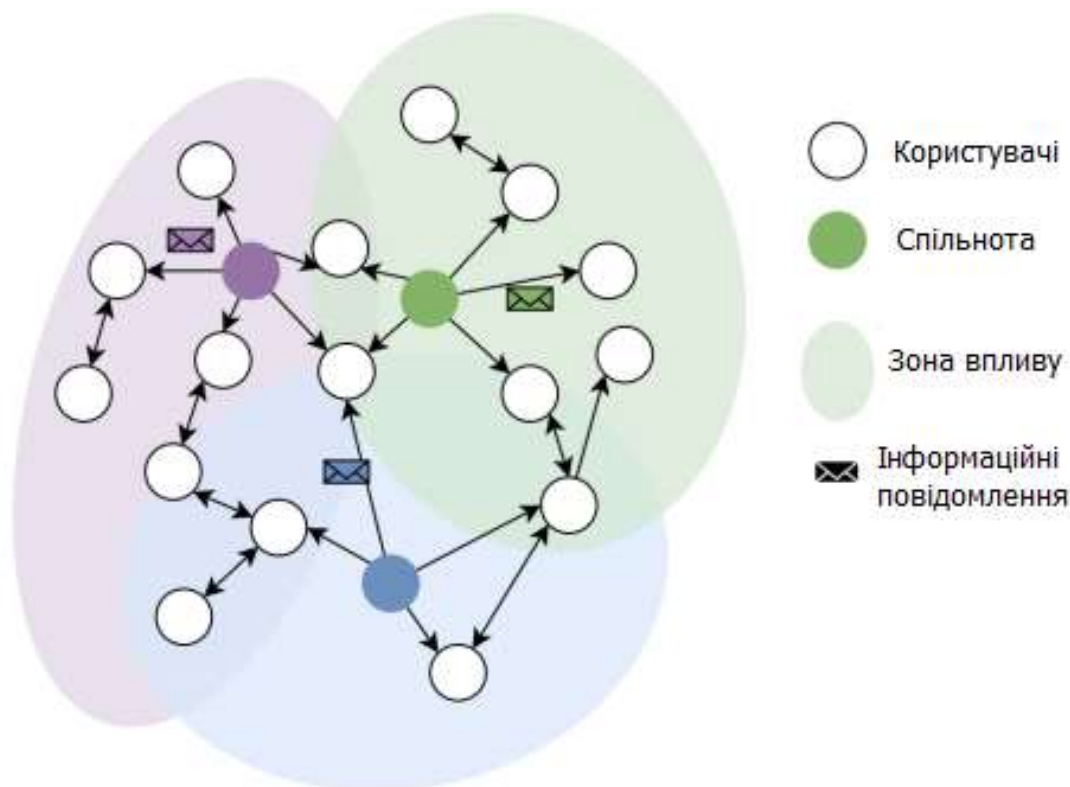 Користувачі
Спільнота
Зона впливу
Інформаційні
повідомлення